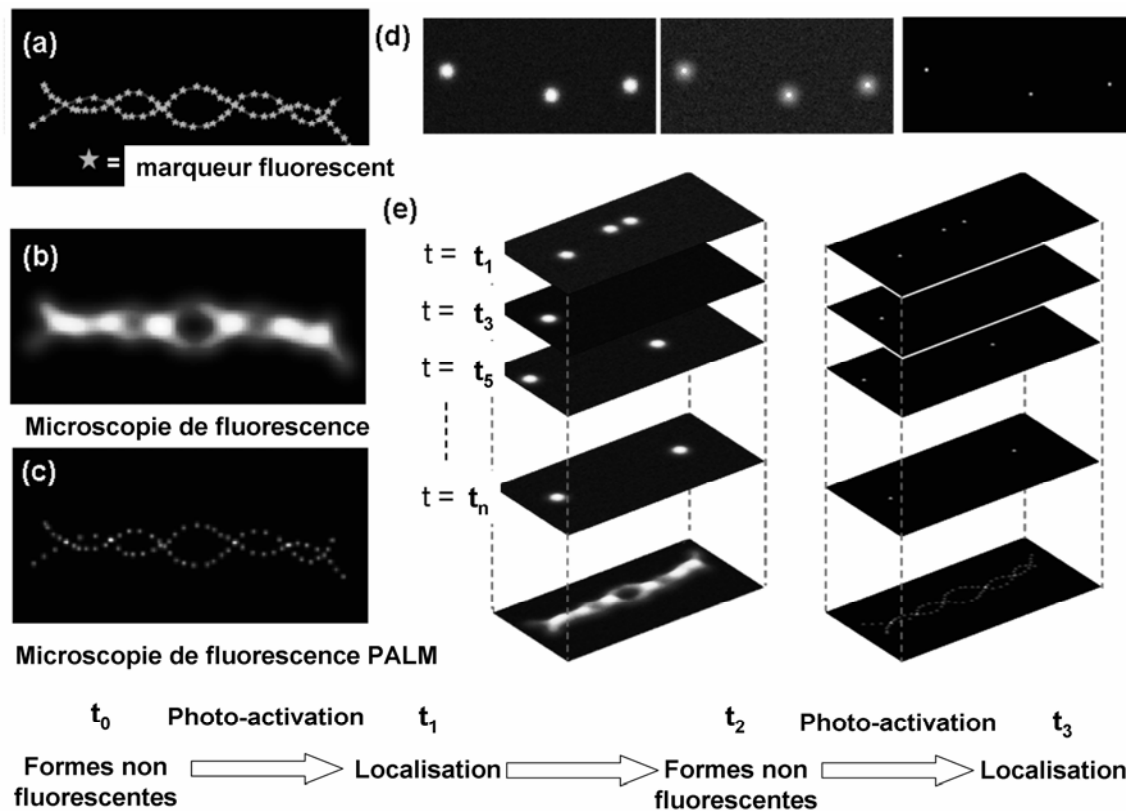 (a)
★ = marqueur fluorescent
(b)
Microscopie de fluorescence
(c)
Microscopie de fluorescence PALM
(d)
(e)
t = t1
t = t3
t = t5
t = tn
t0 Photo-activation t1 t2 Photo-activation t3
Formes non fluorescentes Localisation Formes non fluorescentes Localisation